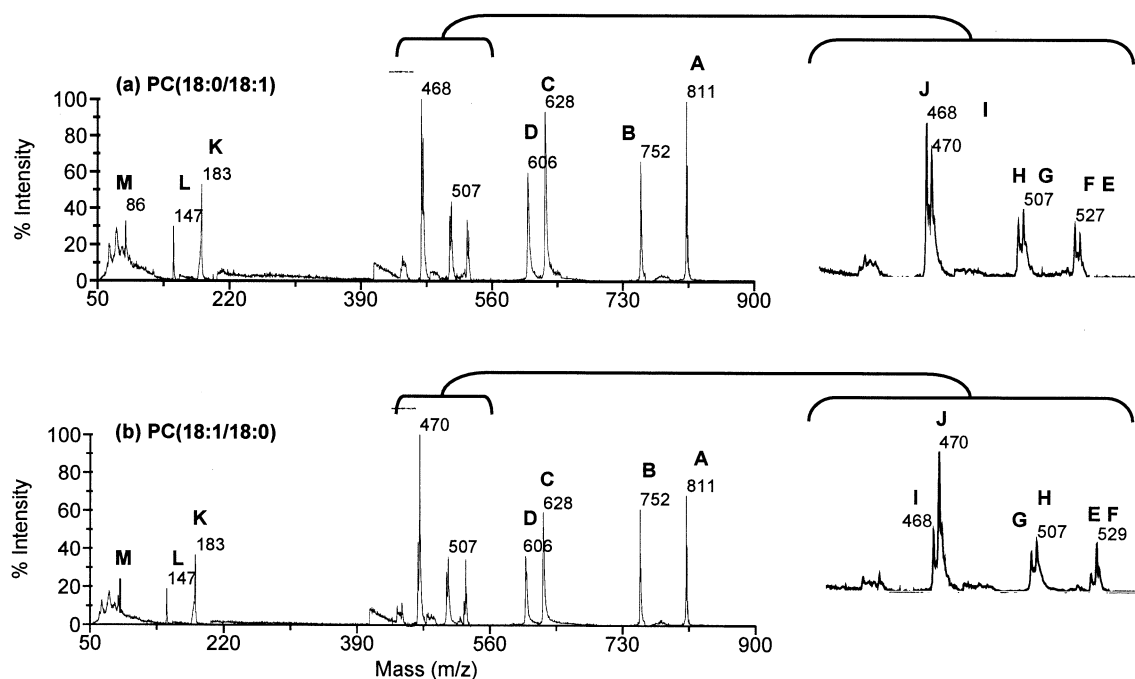 (a) PC(18:0/18:1)
% Intensity
100
80
60
40
20
0
50 220 390 560 730 900
M
86
L
147
K
183
468
507
D
606
C
628
B
752
A
811
J
468 I
470
H G
507
F E
527
(b) PC(18:1/18:0)
% Intensity
100
80
60
40
20
0
50 220 390 560 730 900
Mass (m/z)
M
L
147
K
183
470
507
D
606
C
628
B
752
A
811
J
470
I
468
G H
507
E F
529